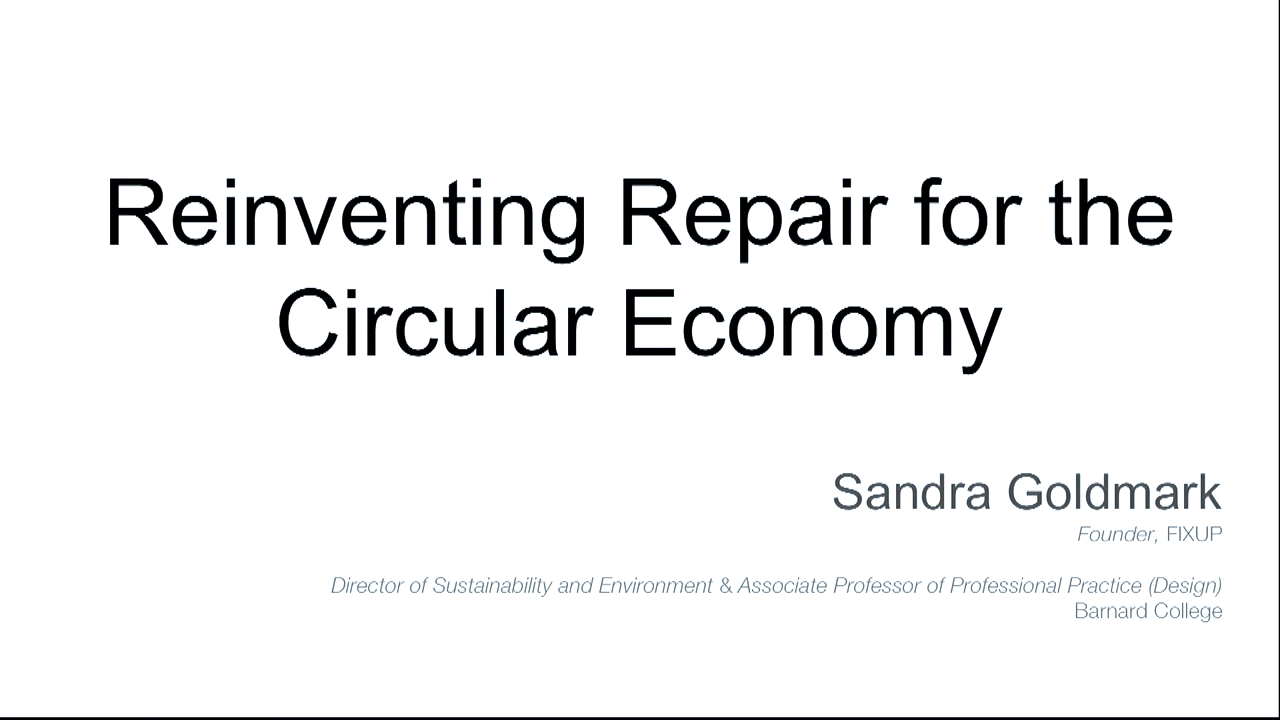 Reinventing Repair for the
Circular Economy
Sandra Goldmark
Founder, FIXUP
Director of Sustainability and Environment & Associate Professor of Professional Practice (Design)
Barnard College